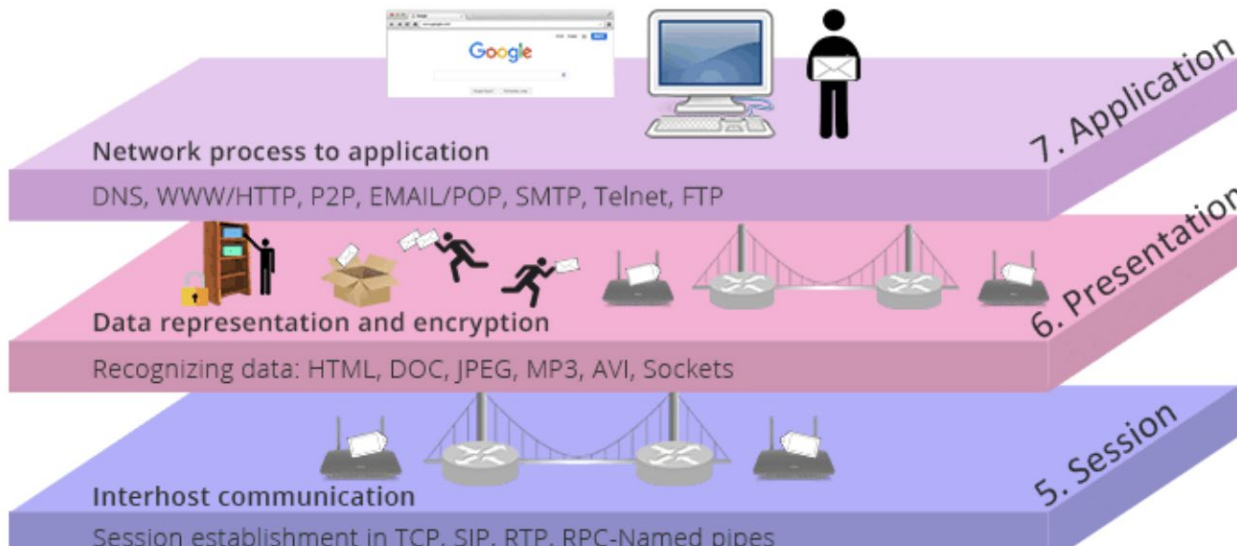 Google
7. Application
Network process to application
DNS, WWW/HTTP, P2P, EMAIL/POP, SMTP, Telnet, FTP
6. Presentation
Data representation and encryption
Recognizing data: HTML, DOC, JPEG, MP3, AVI, Sockets
5. Session
Interhost communication
Session establishment in TCP, SIP, RTP, RPC-Named pipes